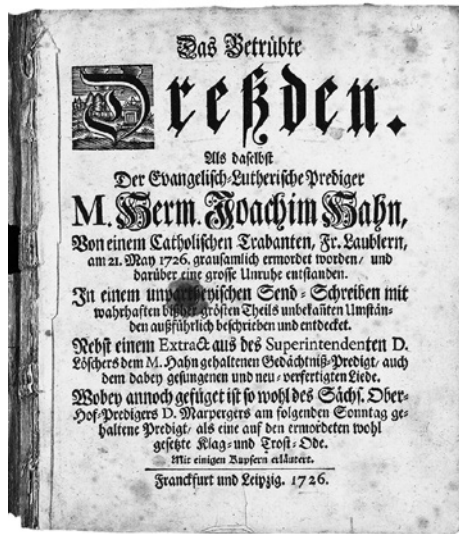 Das Betrübte
Dreßden.
Als daselbst
Der Evangelisch-Lutherische Prediger
M. Herm. Joachim Hahn,
Von einem Catholischen Trabanten, Fr. Laublern,
am 21. May 1726. grausamlich ermordet worden/ und
darüber eine grosse Unruhe entstanden.
In einem unpartheyischen Send-Schreiben mit
wahrhafften bißher grösten Theils unbekañten Umstän-
den außführlich beschrieben und entdecket.
Nebst einem Extract aus des Superintendenten D.
Löschers dem M. Hahn gehaltenen Gedächtniß-Predigt/ auch
dem dabey gesungenen und neu-verfertigten Liede.
Wobey annoch gefüget ist so wohl des Sächs. Ober-
Hof-Predigers D. Marpergers am folgenden Sonntag ge-
haltene Predigt/ als eine auf den ermordeten wohl
gesetzte Klag- und Trost-Ode.
Mit einigen Kupfern erläutert.
Franckfurt und Leipzig. 1726.